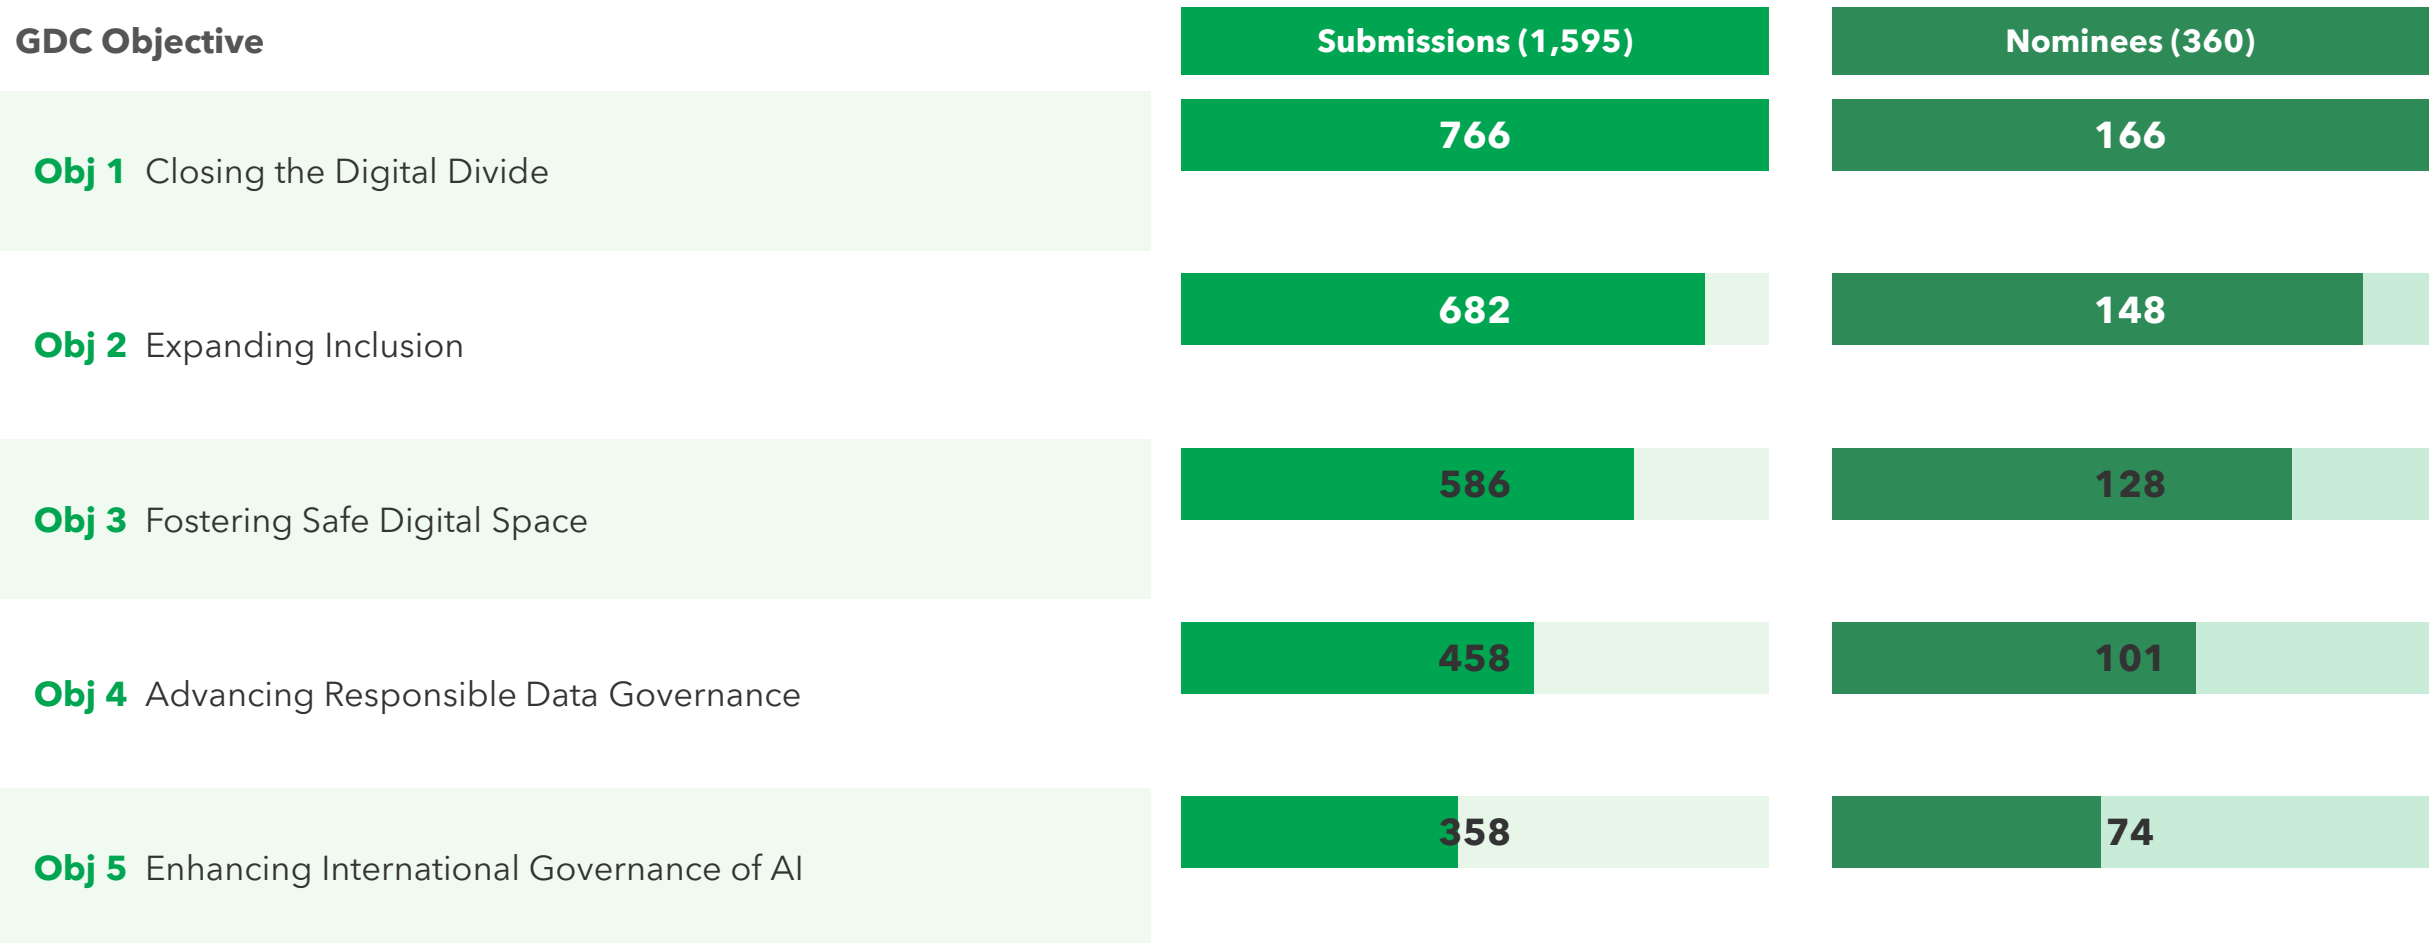 GDC Objective Submissions (1,595) Nominees (360)
Obj 1 Closing the Digital Divide 766 166
Obj 2 Expanding Inclusion 682 148
Obj 3 Fostering Safe Digital Space 586 128
Obj 4 Advancing Responsible Data Governance 458 101
Obj 5 Enhancing International Governance of AI 358 74